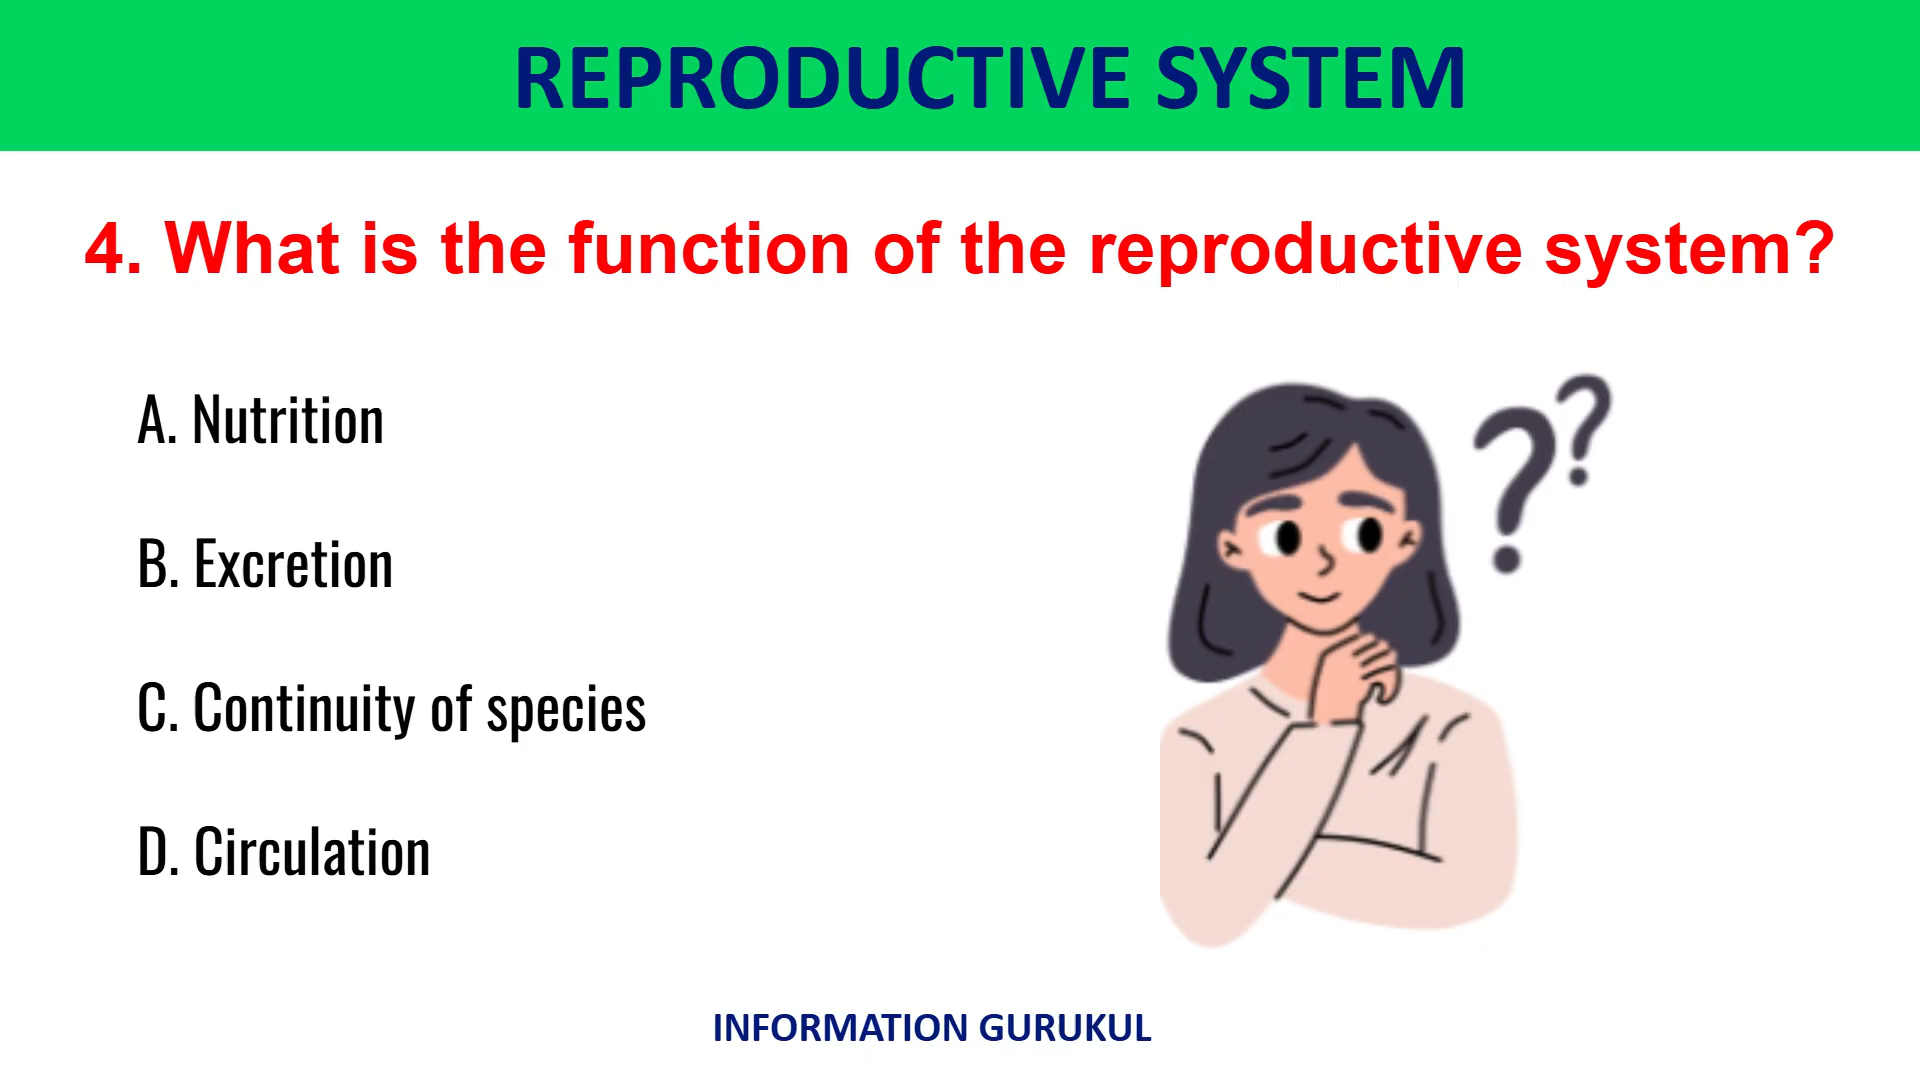 REPRODUCTIVE SYSTEM
4. What is the function of the reproductive system?
A. Nutrition
B. Excretion
C. Continuity of species
D. Circulation
??
INFORMATION GURUKUL